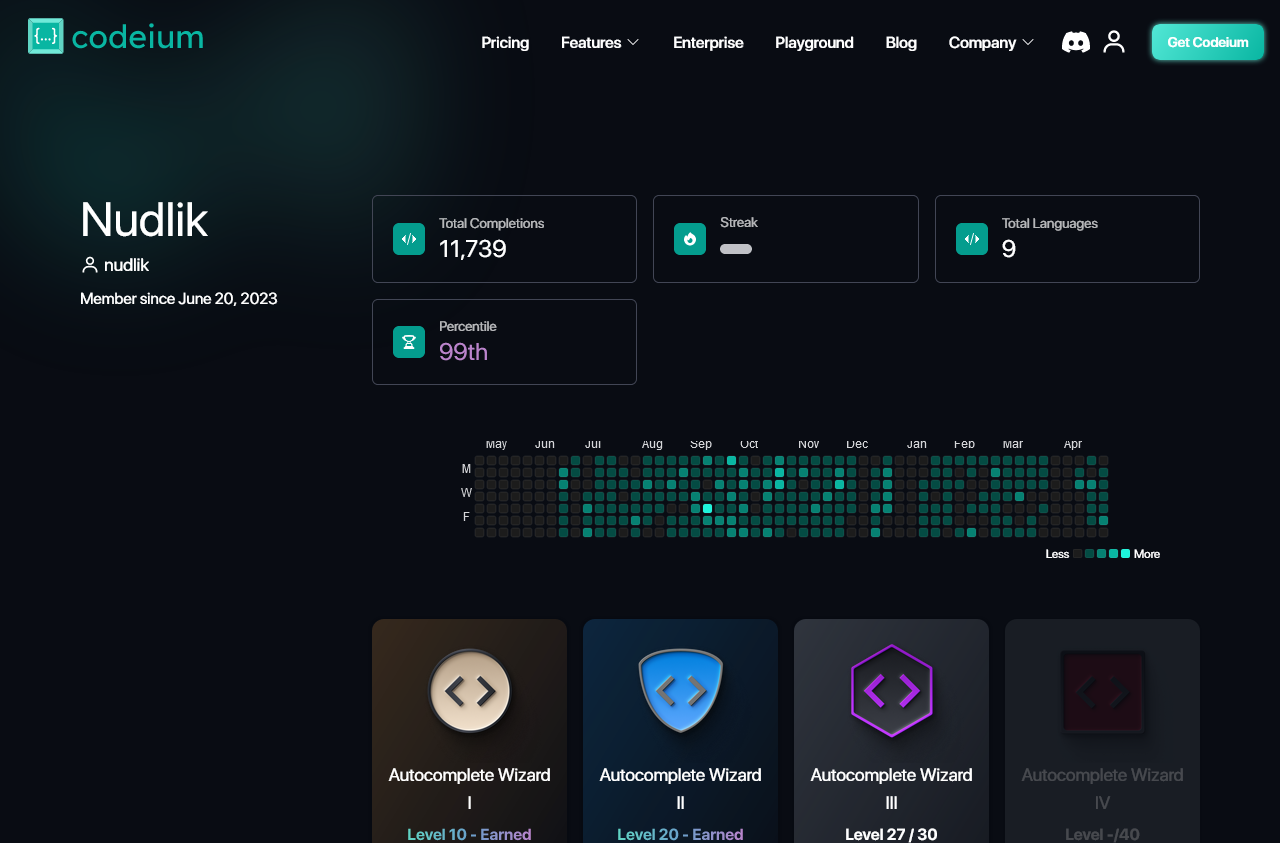 {...} codeium
Pricing Features Enterprise Playground Blog Company Get Codeium
Nudlik
nudlik
Member since June 20, 2023
Total Completions
11,739
Streak
Total Languages
9
Percentile
99th
May Jun Jul Aug Sep Oct Nov Dec Jan Feb Mar Apr
M
W
F
Less More
Autocomplete Wizard
I
Level 10 - Earned
Autocomplete Wizard
II
Level 20 - Earned
Autocomplete Wizard
III
Level 27 / 30
Autocomplete Wizard
IV
Level -/40